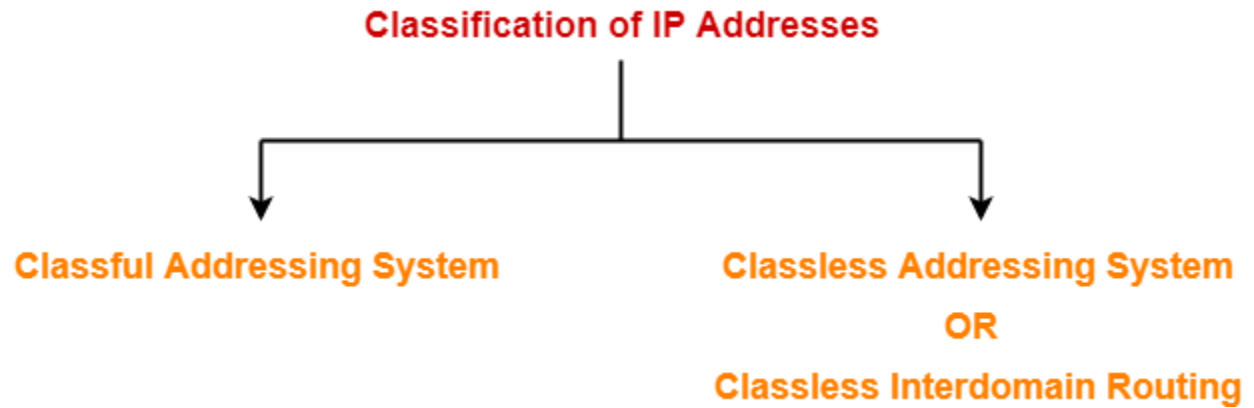 Classification of IP Addresses
Classful Addressing System
Classless Addressing System
OR
Classless Interdomain Routing